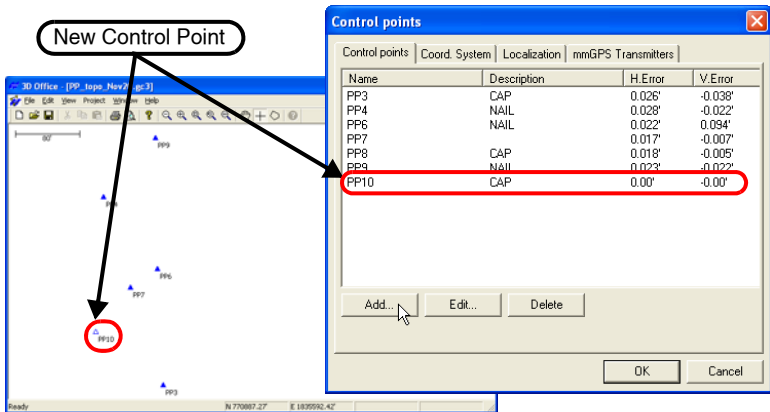 New Control Point
3D Office - [PP_topo_Nov2
.gc3]
File Edit View Project Window Help
80'
PP9
PP6
PP7
PP10
PP3
Ready N 770887.27' E 1835592.42'
Control points
Control points Coord. System Localization mmGPS Transmitters
Name Description H.Error V.Error
PP3 CAP 0.026' -0.038'
PP4 NAIL 0.028' -0.022'
PP6 NAIL 0.022' 0.094'
PP7 0.017' -0.007'
PP8 CAP 0.018' -0.005'
PP9 NAIL 0.023' -0.022'
PP10 CAP 0.00' -0.00'
Add... Edit... Delete
OK Cancel